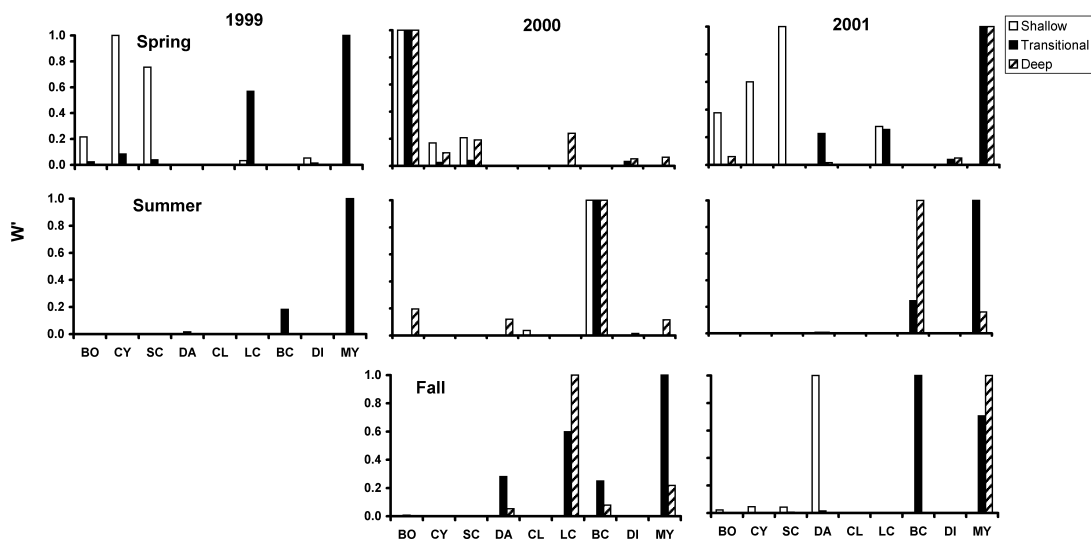 1999
2000
2001
Shallow
Transitional
Deep
Spring
1.0
0.8
0.6
0.4
0.2
0.0
Summer
W'
1.0
0.8
0.6
0.4
0.2
0.0
BO CY SC DA CL LC BC DI MY
Fall
1.0
0.8
0.6
0.4
0.2
0.0
BO CY SC DA CL LC BC DI MY
BO CY SC DA CL LC BC DI MY